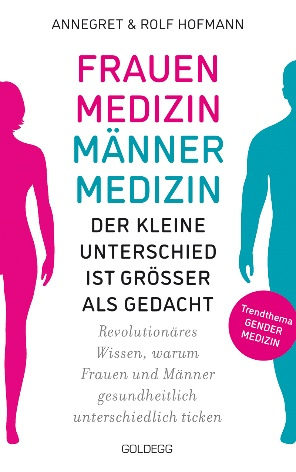 ANNEGRET & ROLF HOFMANN
FRAUEN
MEDIZIN
MÄNNER
MEDIZIN
DER KLEINE
UNTERSCHIED
IST GRÖSSER
ALS GEDACHT
Trendthema
GENDER
MEDIZIN
Revolutionäres
Wissen, warum
Frauen und Männer
gesundheitlich
unterschiedlich ticken
GOLDEGG